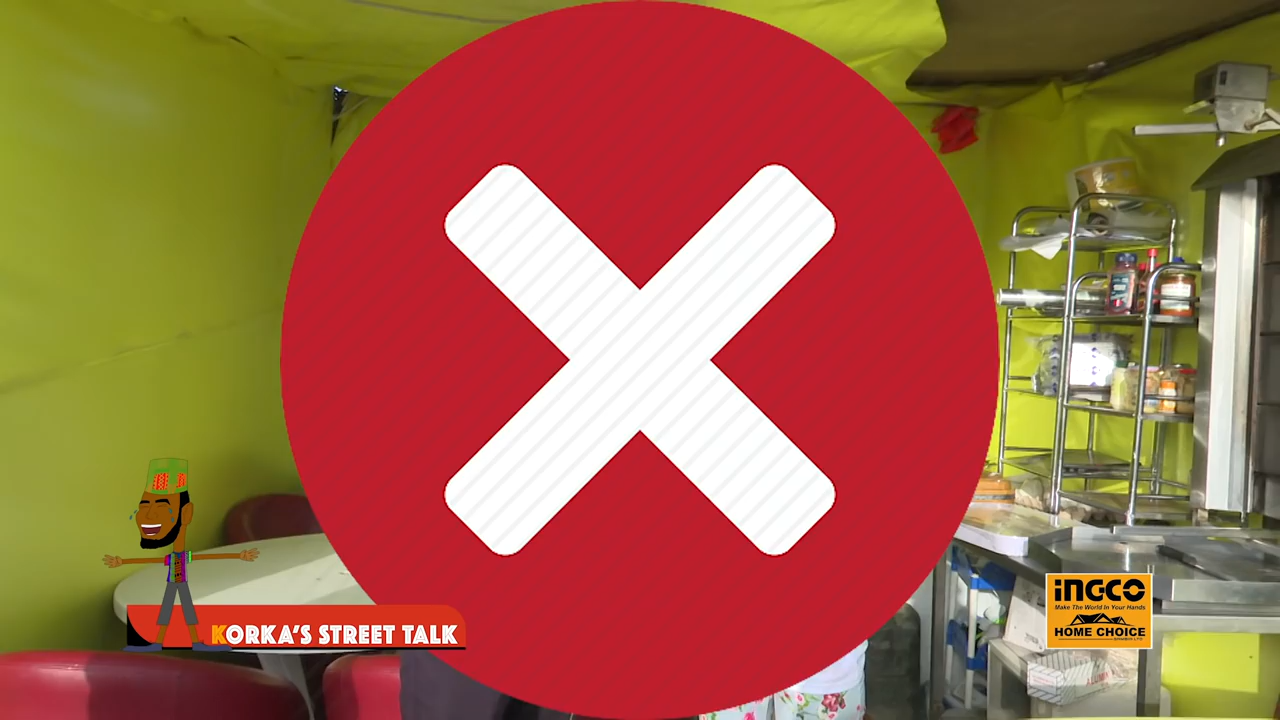 KORKA'S STREET TALK
INGCO
Make The World In Your Hands
HOME CHOICE